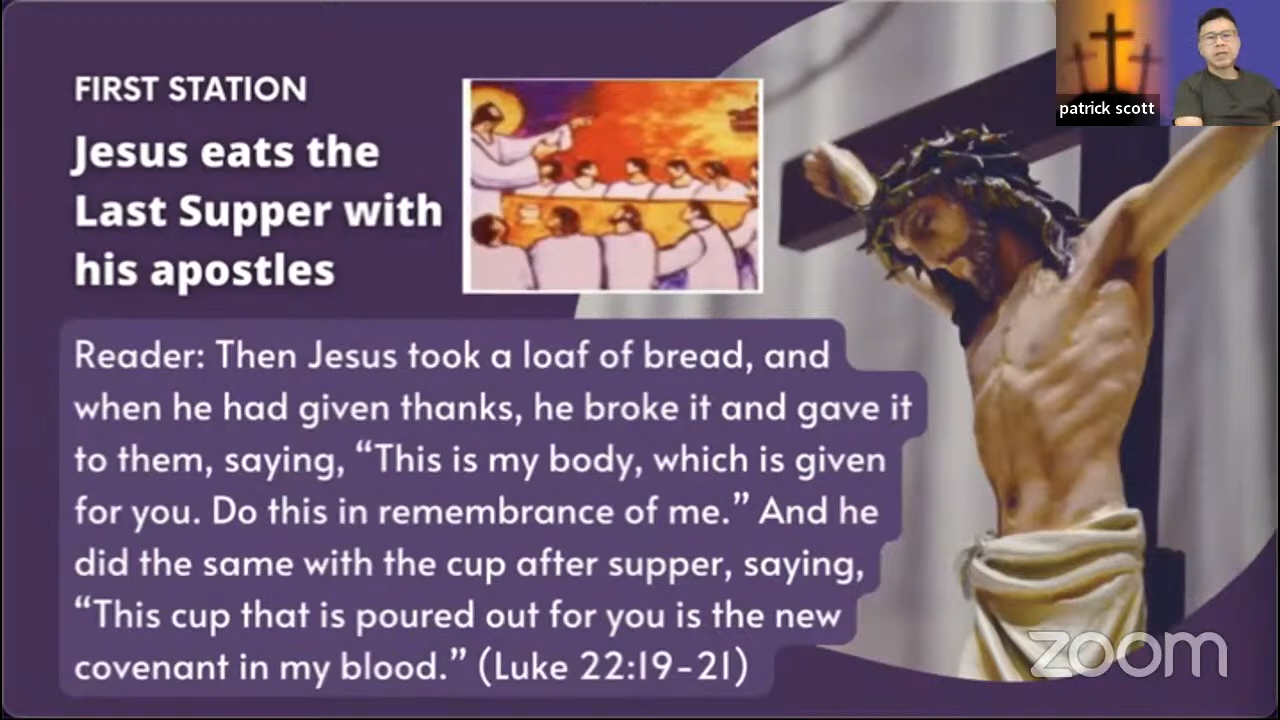 FIRST STATION
Jesus eats the
Last Supper with
his apostles
Reader: Then Jesus took a loaf of bread, and
when he had given thanks, he broke it and gave it
to them, saying, “This is my body, which is given
for you. Do this in remembrance of me.” And he
did the same with the cup after supper, saying,
“This cup that is poured out for you is the new
covenant in my blood.” (Luke 22:19-21)
patrick scott
zoom